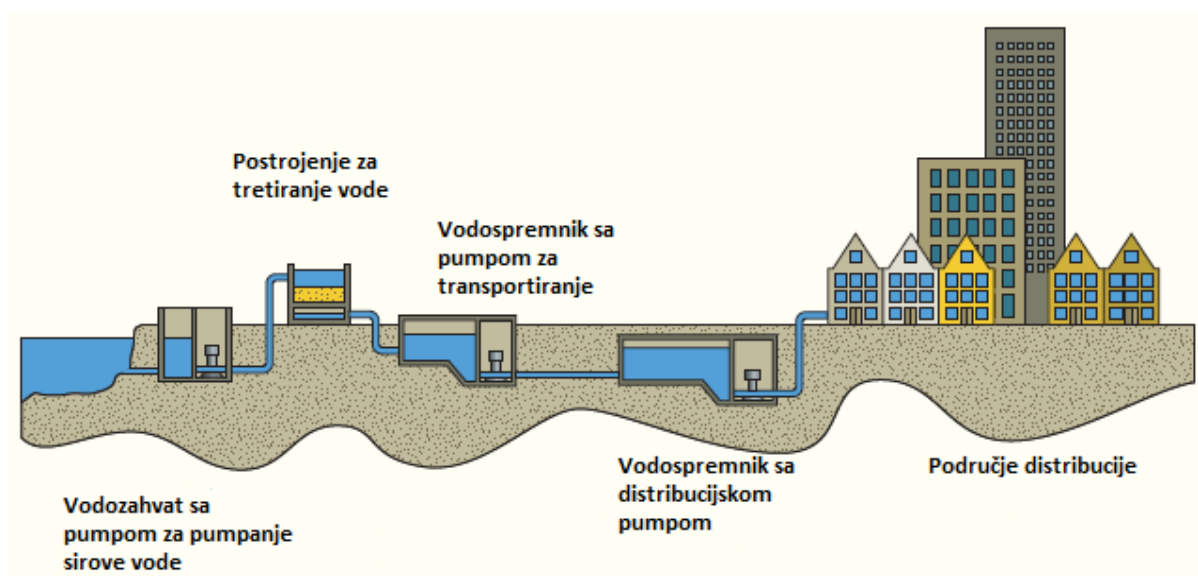 Postrojenje za
tretiranje vode
Vodospremnik sa
pumpom za
transportiranje
Vodozahvat sa
pumpom za pumpanje
sirove vode
Vodospremnik sa
distribucijskom
pumpom
Područje distribucije